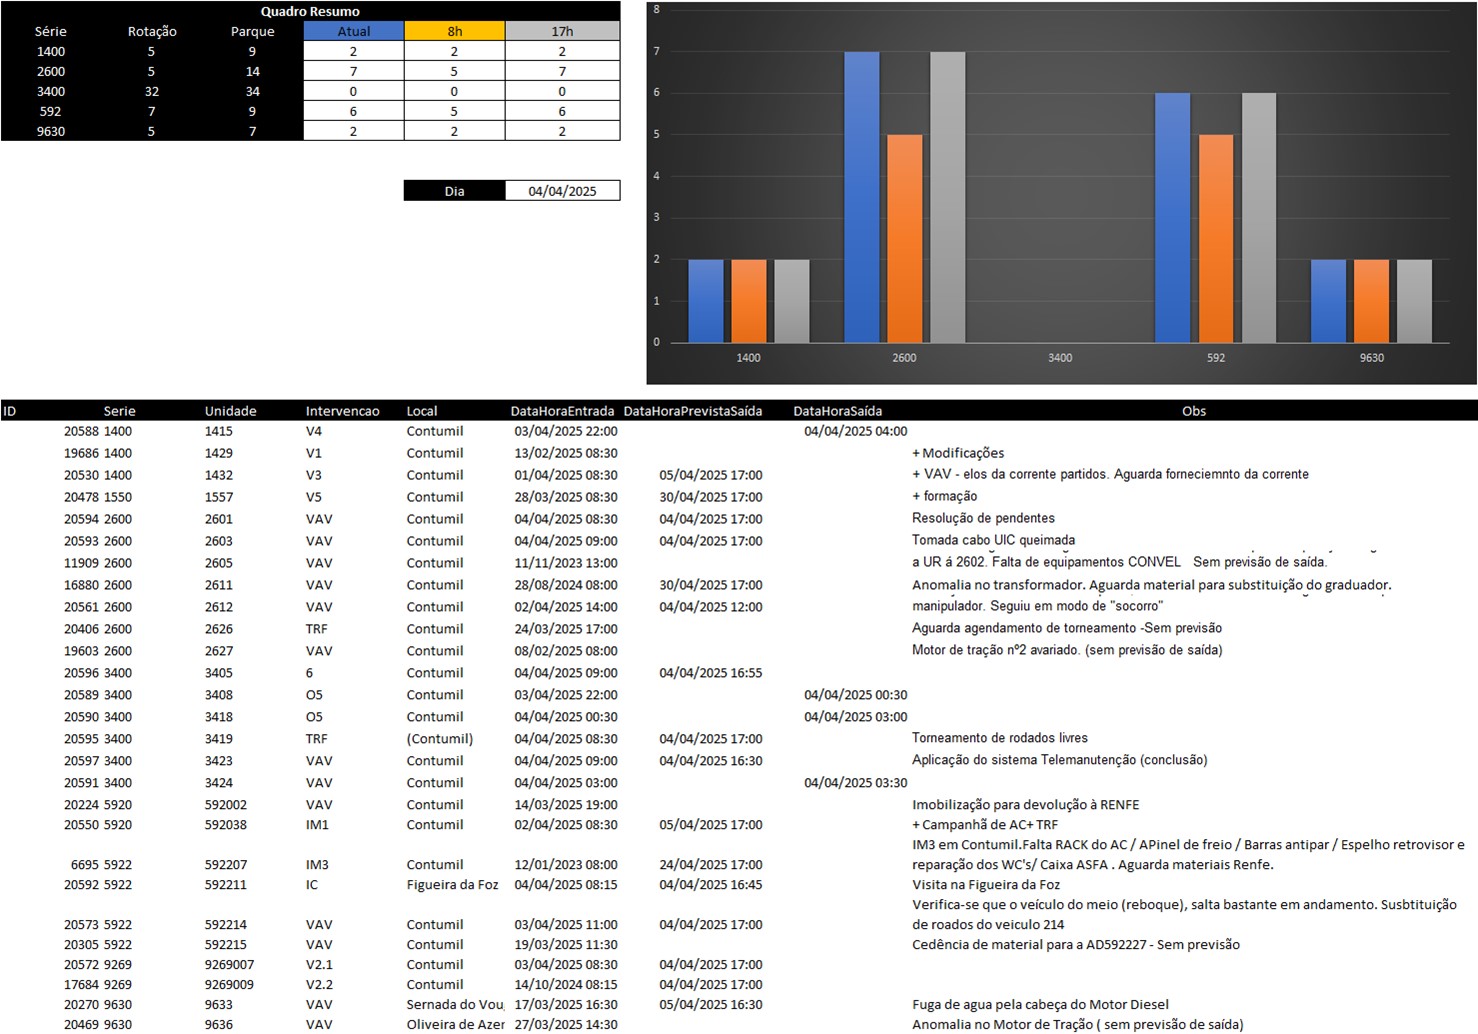 Quadro Resumo
Série Rotação Parque Atual 8h 17h
1400 5 9 2 2 2
2600 5 14 7 5 7
3400 32 34 0 0 0
592 7 9 6 5 6
9630 5 7 2 2 2
Dia 04/04/2025
8
7
6
5
4
3
2
1
0
1400 2600 3400 592 9630
ID Serie Unidade Intervencao Local DataHoraEntrada DataHoraPrevistaSaída DataHoraSaída Obs
20588 1400 1415 V4 Contumil 03/04/2025 22:00 04/04/2025 04:00
19686 1400 1429 V1 Contumil 13/02/2025 08:30 + Modificações
20530 1400 1432 V3 Contumil 01/04/2025 08:30 05/04/2025 17:00 + VAV - elos da corrente partidos. Aguarda forneciemnto da corrente
20478 1550 1557 V5 Contumil 28/03/2025 08:30 30/04/2025 17:00 + formação
20594 2600 2601 VAV Contumil 04/04/2025 08:30 04/04/2025 17:00 Resolução de pendentes
20593 2600 2603 VAV Contumil 04/04/2025 09:00 04/04/2025 17:00 Tomada cabo UIC queimada
11909 2600 2605 VAV Contumil 11/11/2023 13:00 a UR á 2602. Falta de equipamentos CONVEL Sem previsão de saída.
16880 2600 2611 VAV Contumil 28/08/2024 08:00 30/04/2025 17:00 Anomalia no transformador. Aguarda material para substituição do graduador.
20561 2600 2612 VAV Contumil 02/04/2025 14:00 04/04/2025 12:00 manipulador. Seguiu em modo de "socorro"
20406 2600 2626 TRF Contumil 24/03/2025 17:00 Aguarda agendamento de torneamento -Sem previsão
19603 2600 2627 VAV Contumil 08/02/2025 08:00 Motor de tração nº2 avariado. (sem previsão de saída)
20596 3400 3405 6 Contumil 04/04/2025 09:00 04/04/2025 16:55
20589 3400 3408 O5 Contumil 03/04/2025 22:00 04/04/2025 00:30
20590 3400 3418 O5 Contumil 04/04/2025 00:30 04/04/2025 03:00
20595 3400 3419 TRF (Contumil) 04/04/2025 08:30 04/04/2025 17:00 Torneamento de rodados livres
20597 3400 3423 VAV Contumil 04/04/2025 09:00 04/04/2025 16:30 Aplicação do sistema Telemanutenção (conclusão)
20591 3400 3424 VAV Contumil 04/04/2025 03:00 04/04/2025 03:30
20224 5920 592002 VAV Contumil 14/03/2025 19:00 Imobilização para devolução à RENFE
20550 5920 592038 IM1 Contumil 02/04/2025 08:30 05/04/2025 17:00 + Campanhã de AC+ TRF
IM3 em Contumil.Falta RACK do AC / APinel de freio / Barras antipar / Espelho retrovisor e
6695 5922 592207 IM3 Contumil 12/01/2023 08:00 24/04/2025 17:00 reparação dos WC's/ Caixa ASFA . Aguarda materiais Renfe.
20592 5922 592211 IC Figueira da Foz 04/04/2025 08:15 04/04/2025 16:45 Visita na Figueira da Foz
Verifica-se que o veículo do meio (reboque), salta bastante em andamento. Susbtituição
20573 5922 592214 VAV Contumil 03/04/2025 11:00 04/04/2025 17:00 de roados do veiculo 214
20305 5922 592215 VAV Contumil 19/03/2025 11:30 Cedência de material para a AD592227 - Sem previsão
20572 9269 9269007 V2.1 Contumil 03/04/2025 08:30 04/04/2025 17:00
17684 9269 9269009 V2.2 Contumil 14/10/2024 08:15 04/04/2025 17:00
20270 9630 9633 VAV Sernada do Vou 17/03/2025 16:30 05/04/2025 16:30 Fuga de agua pela cabeça do Motor Diesel
20469 9630 9636 VAV Oliveira de Azer 27/03/2025 14:30 Anomalia no Motor de Tração ( sem previsão de saída)